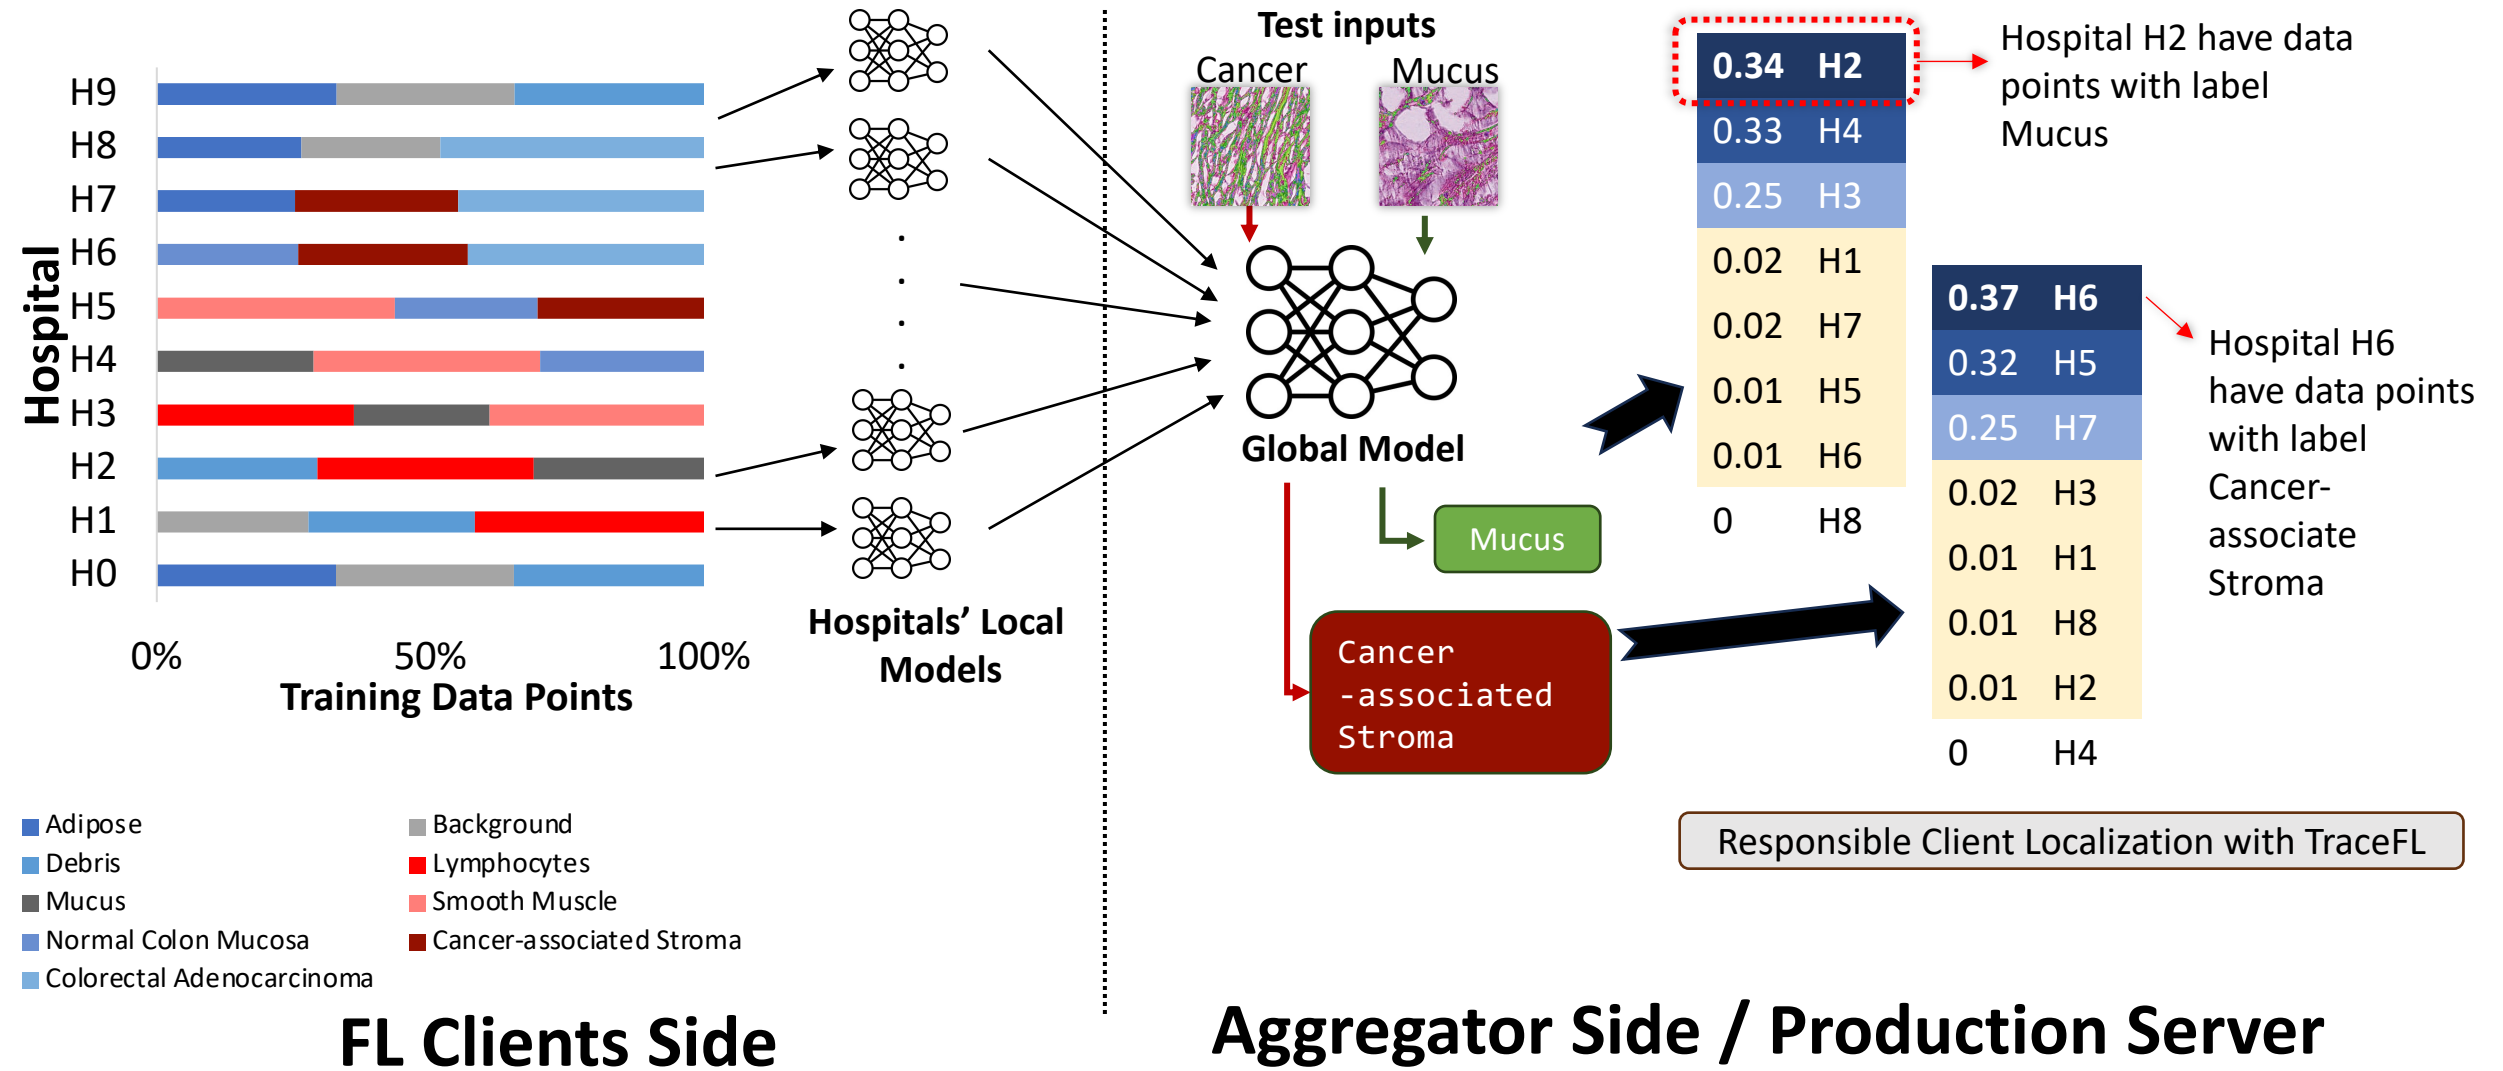 Hospital
H9
H8
H7
H6
H5
H4
H3
H2
H1
H0
0% 50% 100%
Training Data Points
Adipose
Background
Debris
Lymphocytes
Mucus
Smooth Muscle
Normal Colon Mucosa
Cancer-associated Stroma
Colorectal Adenocarcinoma
FL Clients Side
.
.
.
.
Hospitals’ Local
Models
Test inputs
Cancer Mucus
Global Model
Mucus
Cancer
-associated
Stroma
0.34 H2
0.33 H4
0.25 H3
0.02 H1
0.02 H7
0.01 H5
0.01 H6
0 H8
Hospital H2 have data
points with label
Mucus
0.37 H6
0.32 H5
0.25 H7
0.02 H3
0.01 H1
0.01 H8
0.01 H2
0 H4
Hospital H6
have data points
with label
Cancer-
associate
Stroma
Responsible Client Localization with TraceFL
Aggregator Side / Production Server